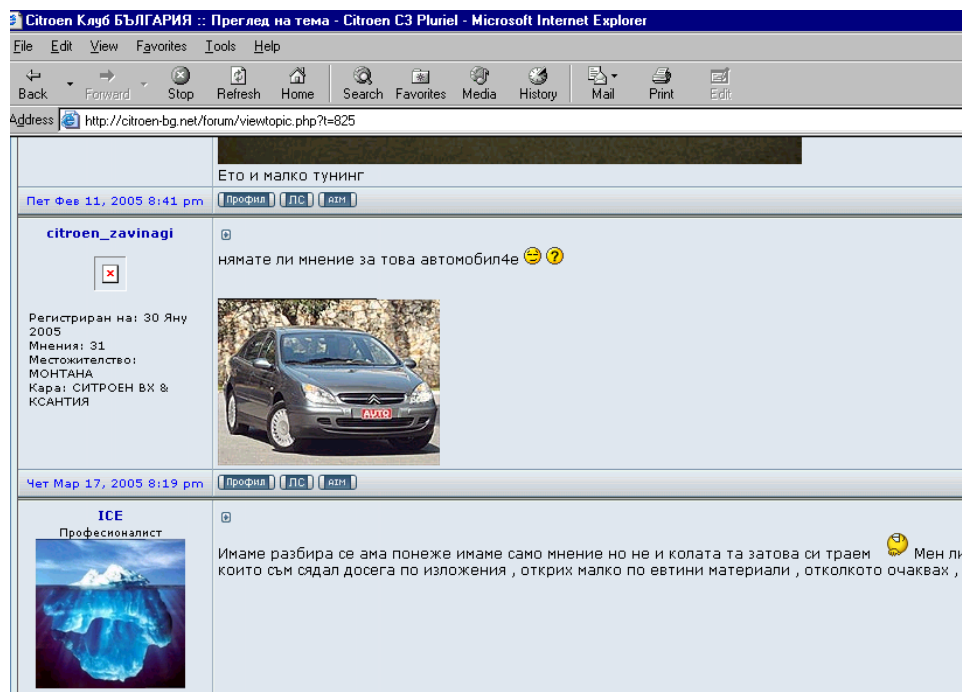 Citroen Клуб БЪЛГАРИЯ :: Преглед на тема - Citroen C3 Pluriel - Microsoft Internet Explorer
File Edit View Favorites Tools Help
Back Forward Stop Refresh Home Search Favorites Media History Mail Print Edit
Address http://citroen-bg.net/forum/viewtopic.php?t=825
Ето и малко тунинг
Пет Фев 11, 2005 8:41 pm Профил ЛС AIM
citroen_zavinagi
нямате ли мнение за това автомобил4е
Регистриран на: 30 Яну
2005
Мнения: 31
Местожителство:
МОНТАНА
Кара: СИТРОЕН ВХ &
КСАНТИЯ
AUTO
Чет Мар 17, 2005 8:19 pm Профил ЛС AIM
ICE
Професионалист
Имаме разбира се ама понеже имаме само мнение но не и колата та затова си траем Мен ли
които съм сядал досега по изложения , открих малко по евтини материали , отколкото очаквах ,